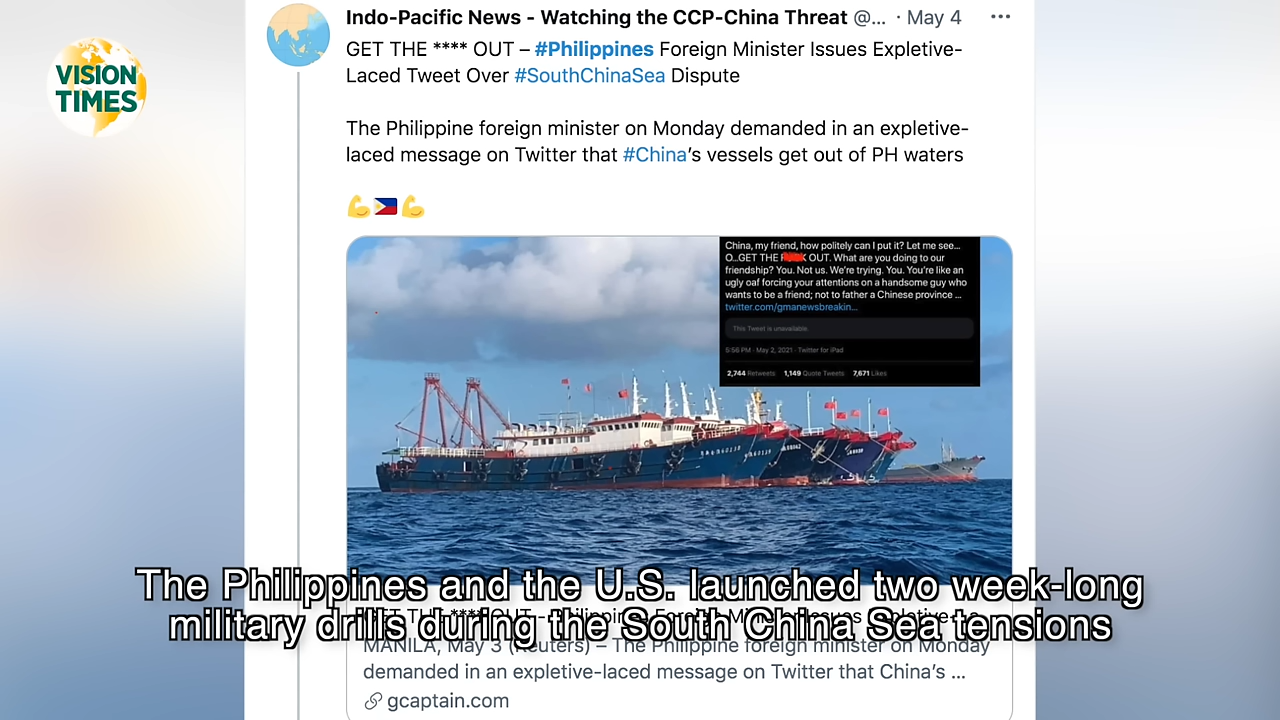 VISION
TIMES
Indo-Pacific News - Watching the CCP-China Threat @... · May 4
GET THE **** OUT – #Philippines Foreign Minister Issues Expletive-
Laced Tweet Over #SouthChinaSea Dispute
The Philippine foreign minister on Monday demanded in an expletive-
laced message on Twitter that #China's vessels get out of PH waters
China, my friend, how politely can I put it? Let me see...
O...GET THE OUT. What are you doing to our
friendship? You. Not us. We're trying. You. You're like an
ugly oaf forcing your attentions on a handsome guy who
wants to be a friend; not to father a Chinese province ...
twitter.com/gmanewsbreakin...
This Tweet is unavailable.
5:56 PM · May 2, 2021 · Twitter for iPad
2,744 Retweets 1,149 Quote Tweets 7,671 Likes
The Philippines and the U.S. launched two week-long
military drills during the South China Sea tensions
MANILA, May 3 (Reuters) – The Philippine foreign minister on Monday
demanded in an expletive-laced message on Twitter that China's ...
gcaptain.com